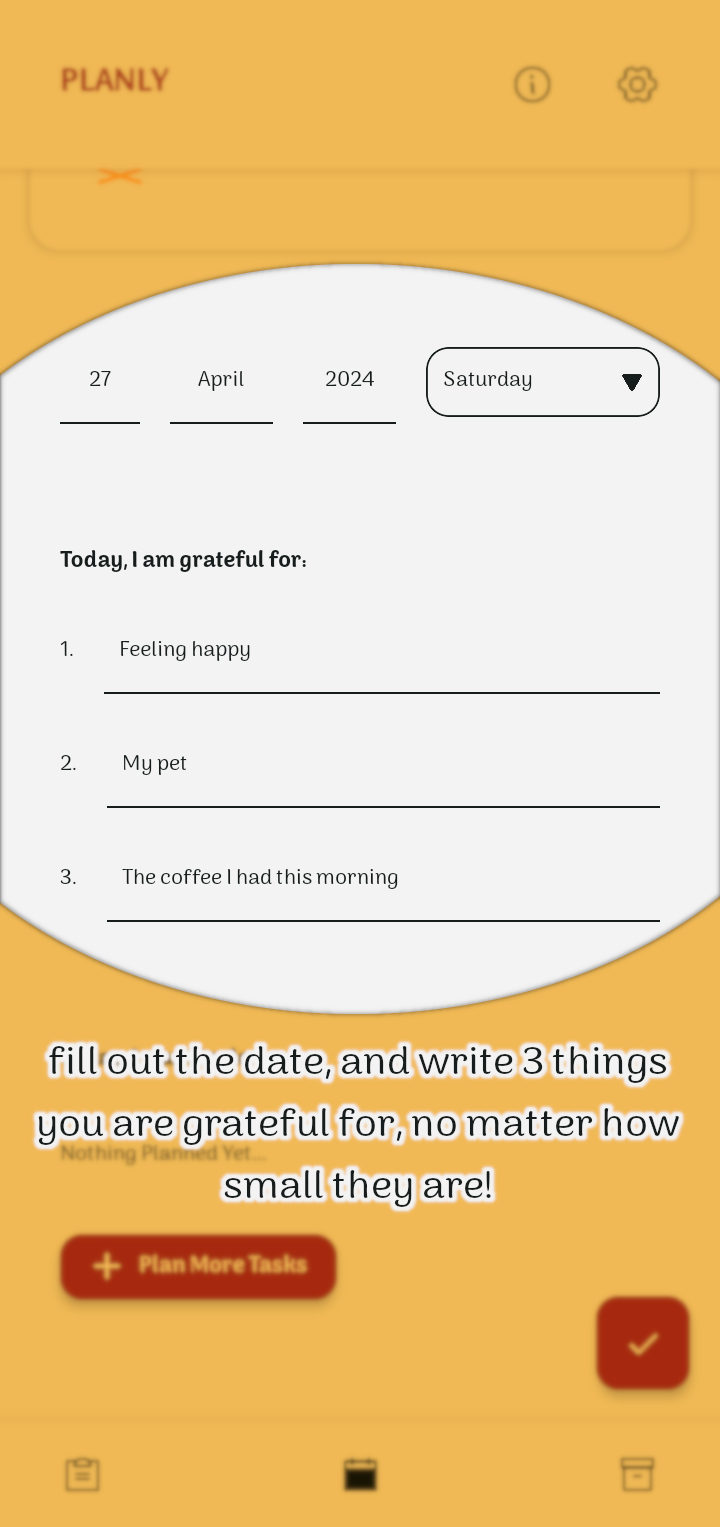 PLANLY
27 April 2024 Saturday
Today, I am grateful for:
1. Feeling happy
2. My pet
3. The coffee I had this morning
fill out the date, and write 3 things
you are grateful for, no matter how
Nothing Planned Yet...
small they are!
Plan More Tasks